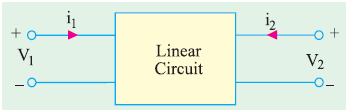 i1 i2
+ +
V1 Linear V2
Circuit
– –